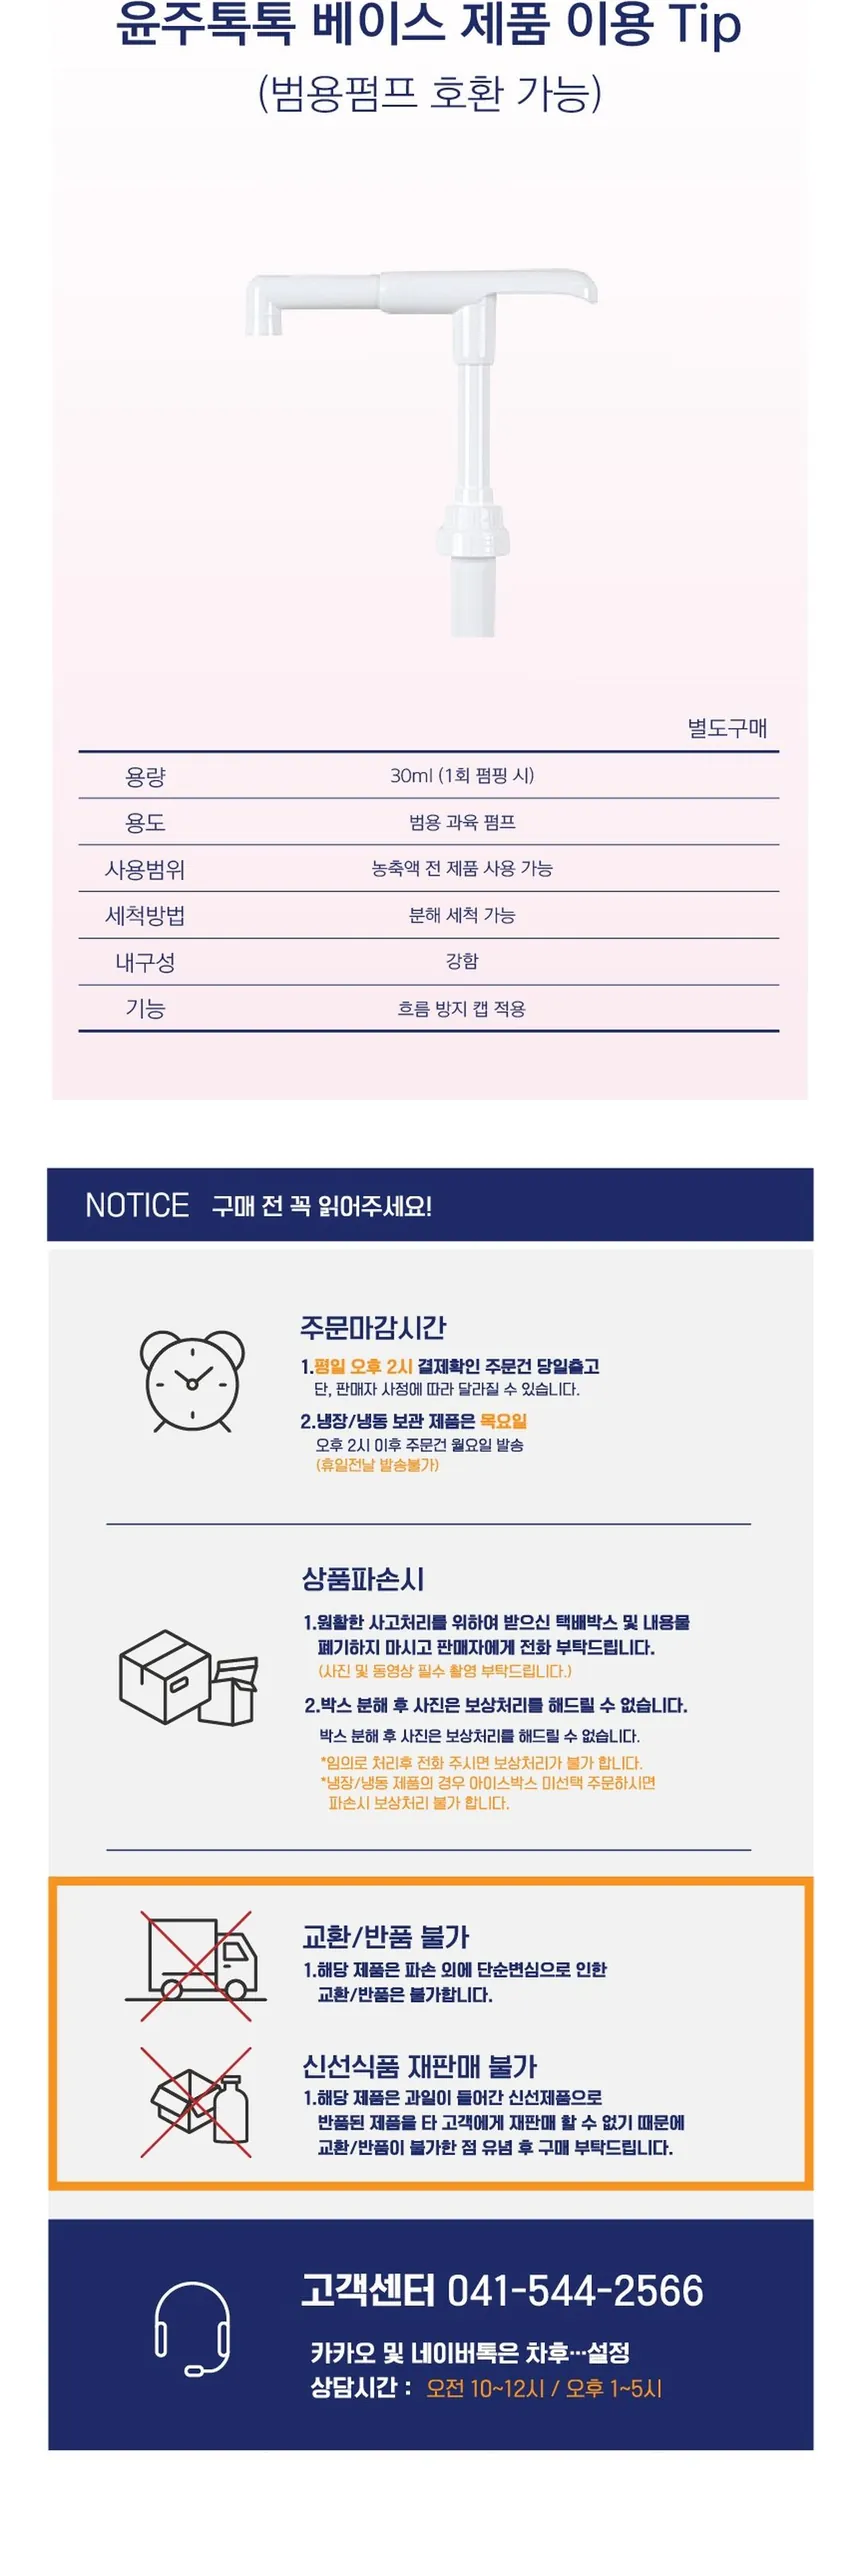 윤주톡톡 베이스 제품 이용 Tip
(범용펌프 호환 가능)
별도구매
용량 30ml (1회 펌핑 시)
용도 범용 과육 펌프
사용범위 농축액 전 제품 사용 가능
세척방법 분해 세척 가능
내구성 강함
기능 흐름 방지 캡 적용
NOTICE 구매 전 꼭 읽어주세요!
주문마감시간
1.평일 오후 2시 결제확인 주문건 당일출고
단, 판매자 사정에 따라 달라질 수 있습니다.
2.냉장/냉동 보관 제품은 목요일
오후 2시 이후 주문건 월요일 발송
(휴일전날 발송불가)
상품파손시
1.원활한 사고처리를 위하여 받으신 택배박스 및 내용물
폐기하지 마시고 판매자에게 전화 부탁드립니다.
(사진 및 동영상 필수 촬영 부탁드립니다.)
2.박스 분해 후 사진은 보상처리를 해드릴 수 없습니다.
박스 분해 후 사진은 보상처리를 해드릴 수 없습니다.
*임의로 처리후 전화 주시면 보상처리가 불가 합니다.
*냉장/냉동 제품의 경우 아이스박스 미선택 주문하시면
파손시 보상처리 불가 합니다.
교환/반품 불가
1.해당 제품은 파손 외에 단순변심으로 인한
교환/반품은 불가합니다.
신선식품 재판매 불가
1.해당 제품은 과일이 들어간 신선제품으로
반품된 제품을 타 고객에게 재판매 할 수 없기 때문에
교환/반품이 불가한 점 유념 후 구매 부탁드립니다.
고객센터 041-544-2566
카카오 및 네이버톡은 차후…설정
상담시간 : 오전 10~12시 / 오후 1~5시